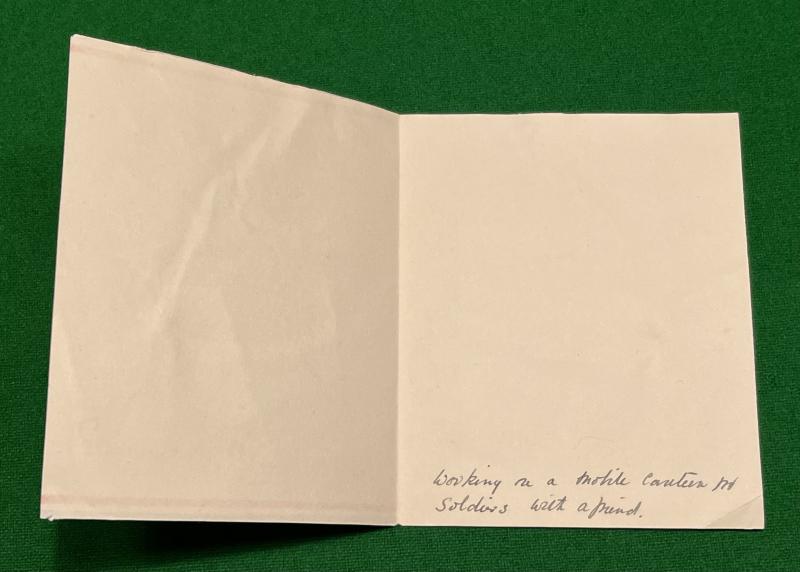 Working on a mobile Canteen for
Soldiers with a friend.